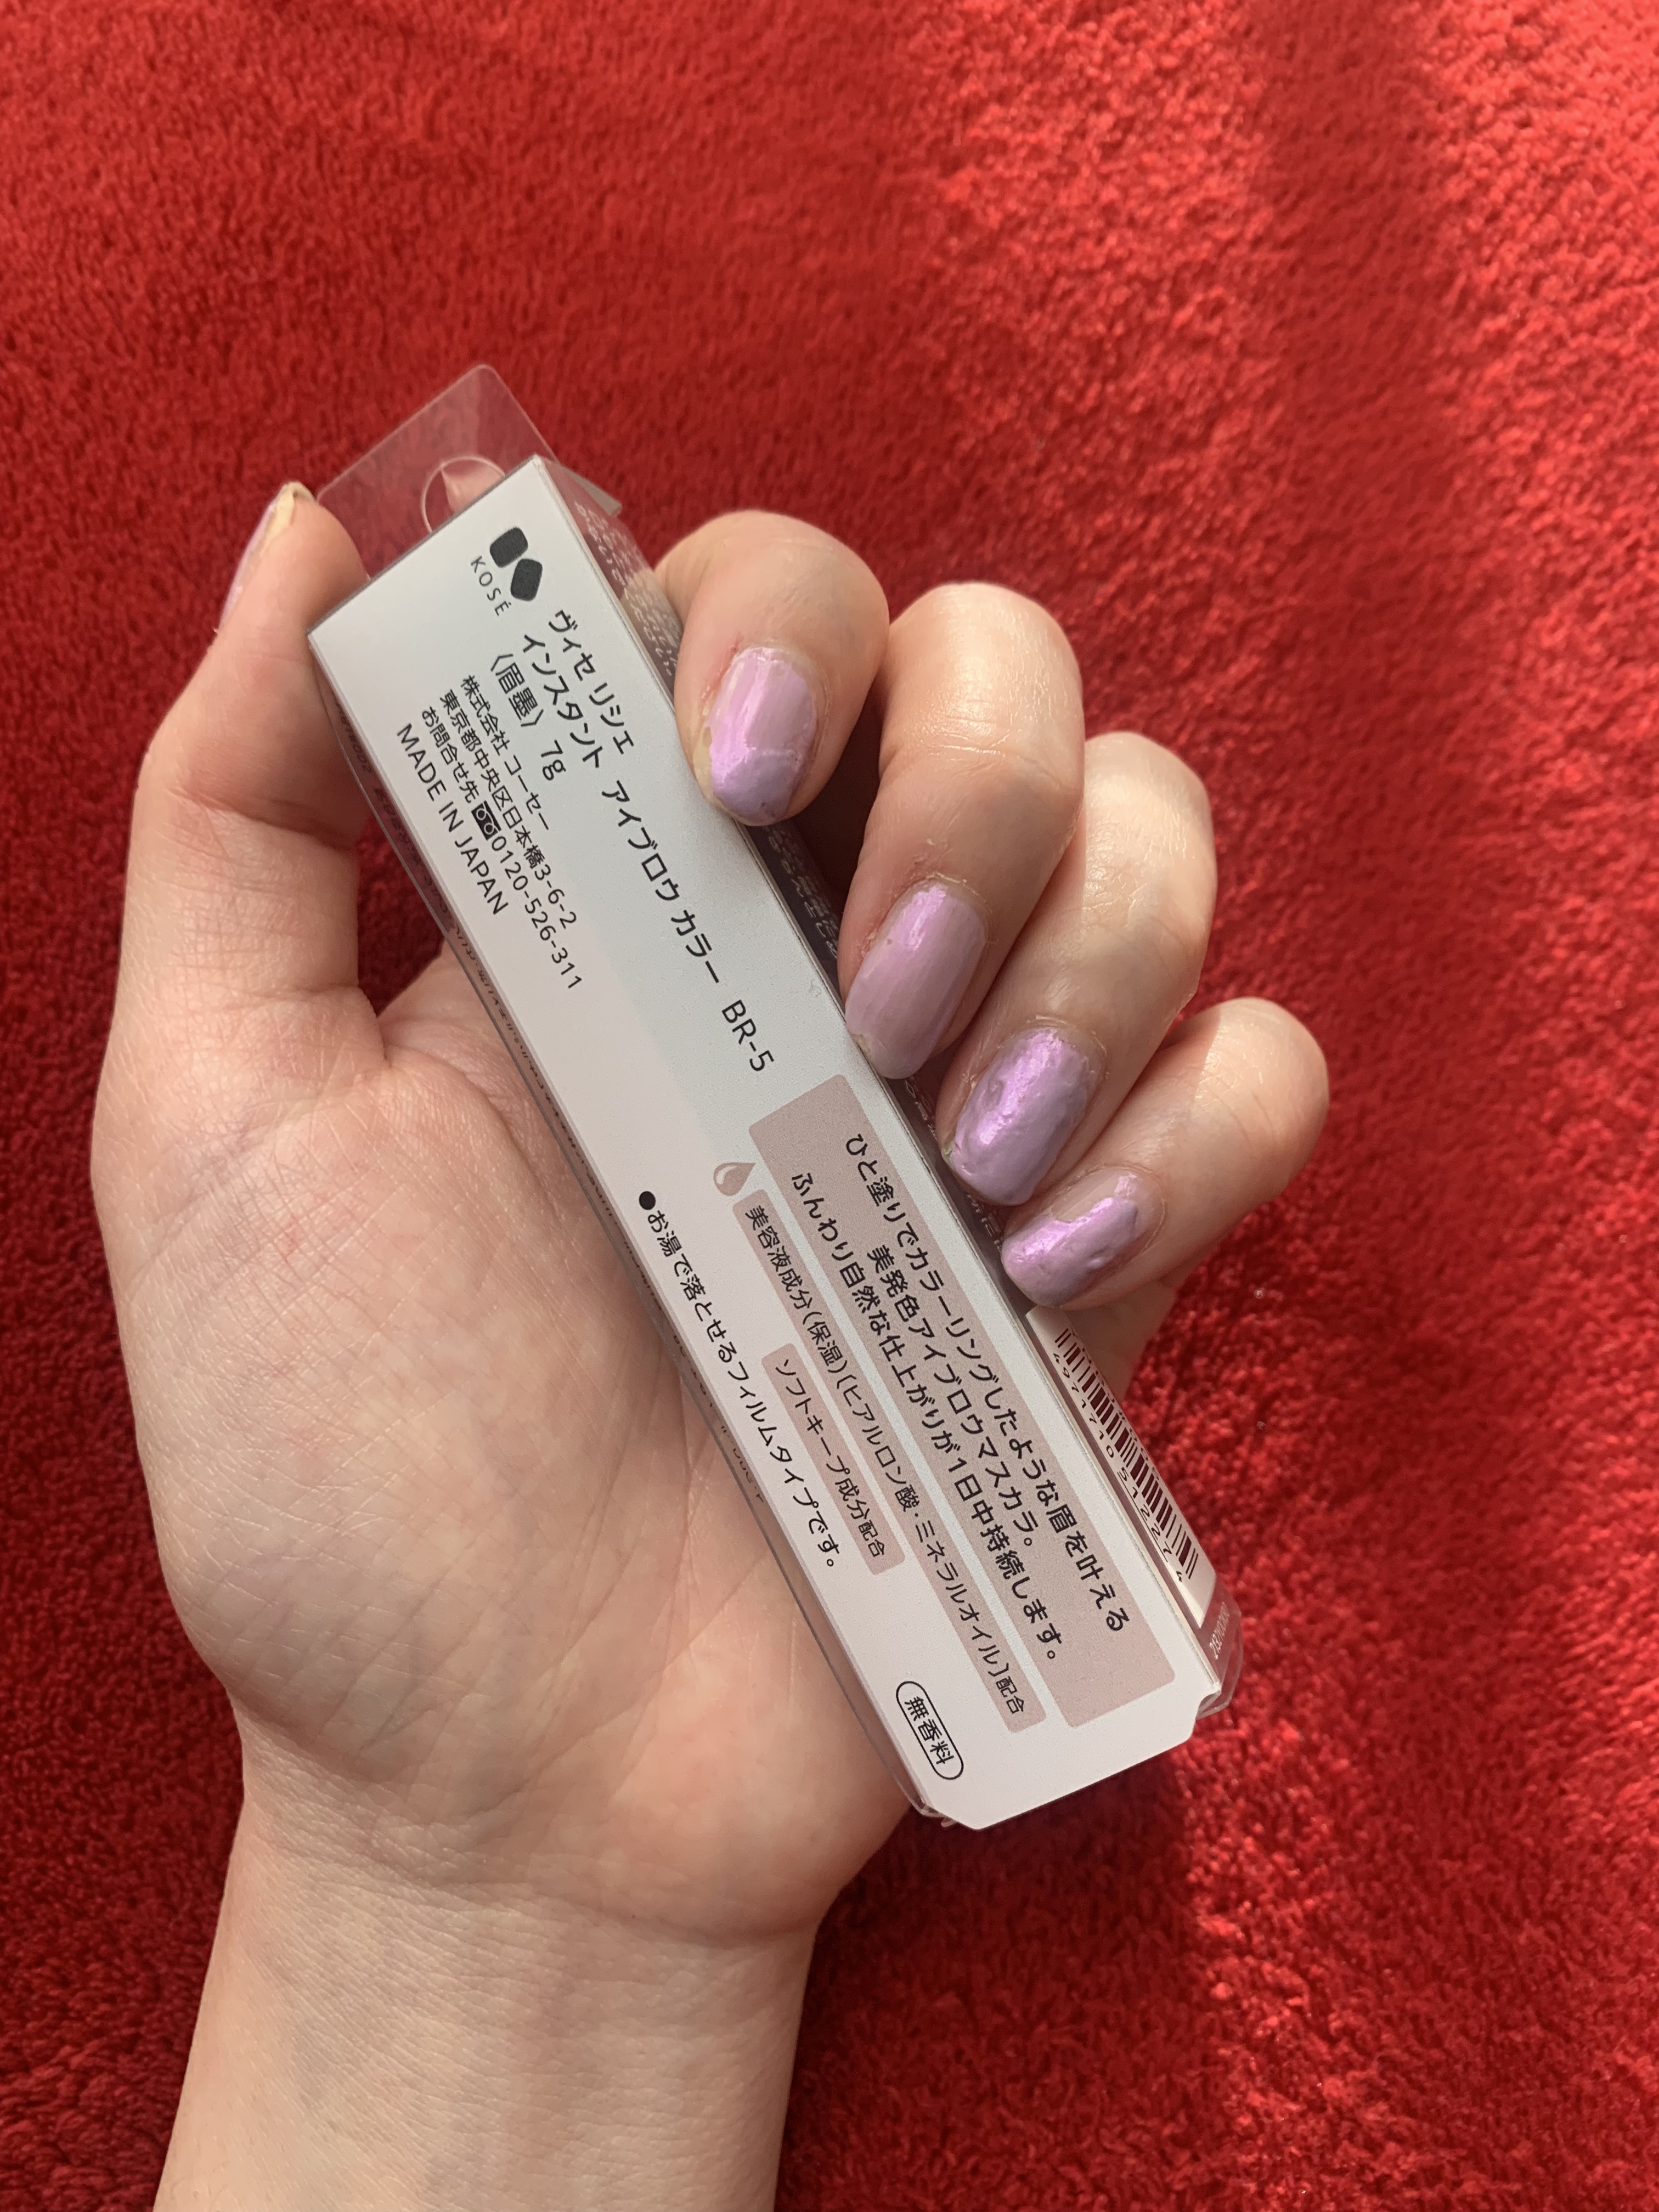 KOSÉ
ヴィセ リシェ
インスタント アイブロウ カラー BR-5
〈眉墨〉 7g
株式会社 コーセー
東京都中央区日本橋3-6-2
お問合せ先 0120-526-311
MADE IN JAPAN
ひと塗りでカラーリングしたような眉を叶える
美発色アイブロウマスカラ。
ふんわり自然な仕上がりが1日中持続します。
美容液成分(保湿)〔ヒアルロン酸・ミネラルオイル〕配合
ソフトキープ成分配合
●お湯で落とせるフィルムタイプです。
無香料